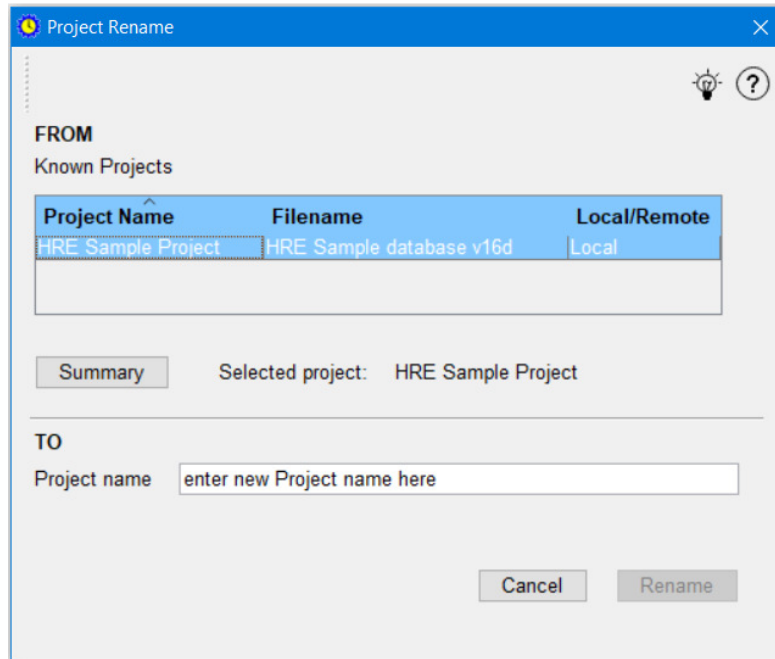 Project Rename
?
FROM
Known Projects
Project Name Filename Local/Remote
HRE Sample Project HRE Sample database v16d Local
Summary Selected project: HRE Sample Project
TO
Project name enter new Project name here
Cancel Rename